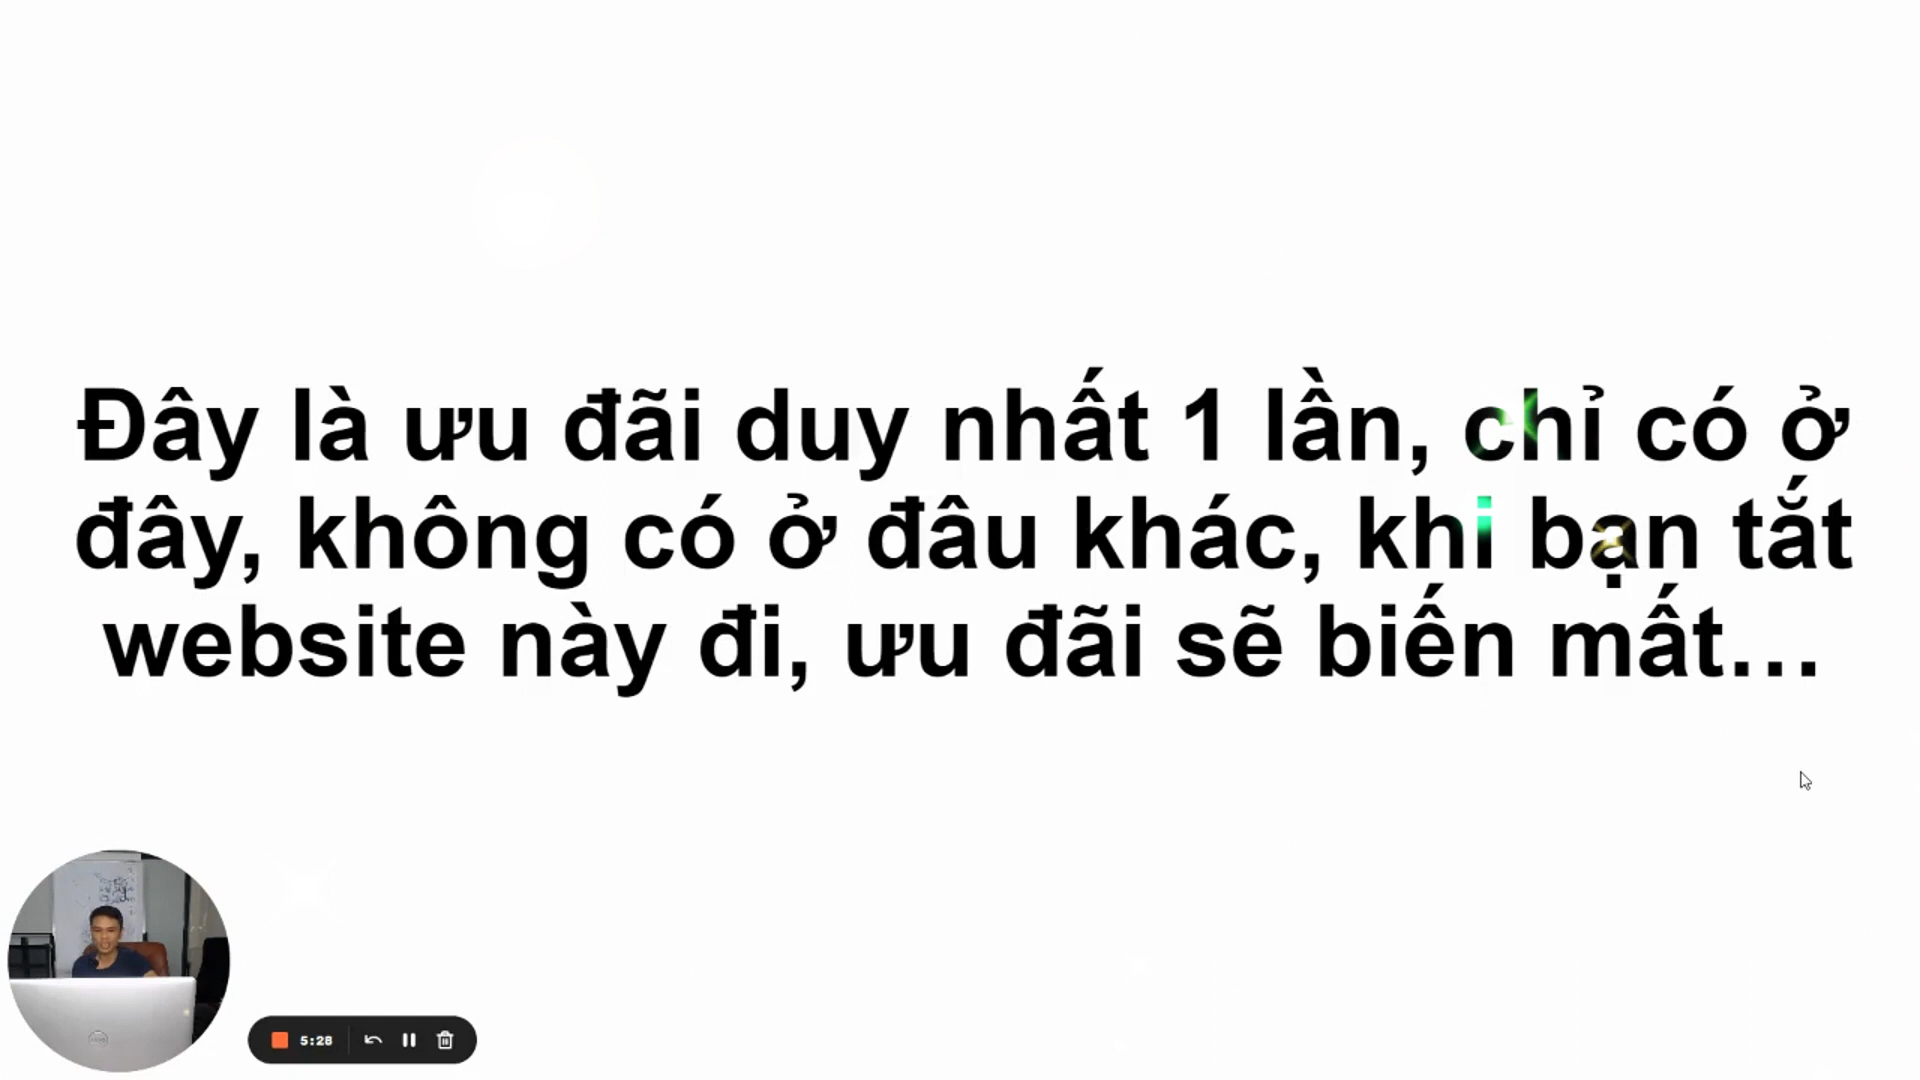 Đây là ưu đãi duy nhất 1 lần, chỉ có ở
đây, không có ở đâu khác, khi bạn tắt
website này đi, ưu đãi sẽ biến mất...
5:28